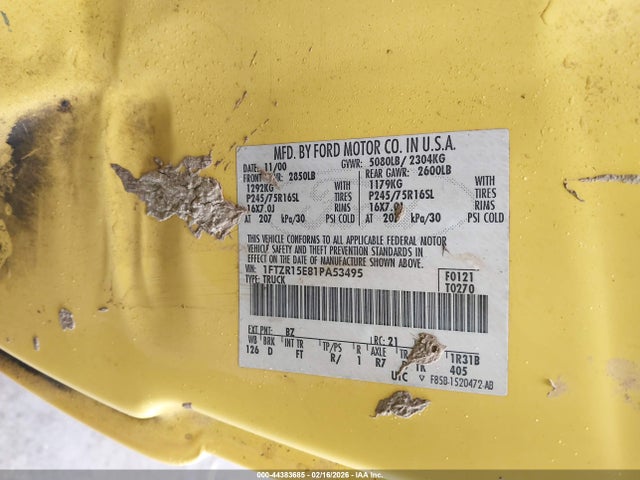 MFD. BY FORD MOTOR CO. IN U.S.A.
DATE: 11/00 GVWR: 5080LB/ 2304KG
FRONT 2850LB REAR GAWR: 2600LB
1292KG WITH 1179KG WITH
P245/75R16SL TIRES P245/75R16SL TIRES
16X7.0J RIMS 16X7.0J RIMS
AT 207 kPa/30 PSI COLD AT 207 kPa/30 PSI COLD
THIS VEHICLE CONFORMS TO ALL APPLICABLE FEDERAL MOTOR
VEHICLE SAFETY AND THEFT PREVENTION STANDARDS IN
EFFECT ON THE DATE OF MANUFACTURE SHOWN ABOVE.
VIN: 1FTZR15E81PA53495 F0121
TYPE: TRUCK T0270
EXT PNT: BZ RC: 21
WB BRK INT TR TP/PS R AXLE TR 1R31B
126 D FT R/ 1 R7 405
UTC ▽ F85B-1520472-AB
000-44383685 | 02/16/2026 | IAA Inc.